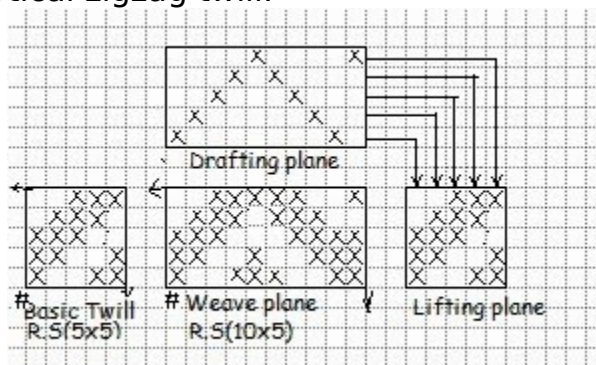 Drafting plane
# Basic Twill
R.S(5x5)
# Weave plane
R.S(10x5)
Lifting plane